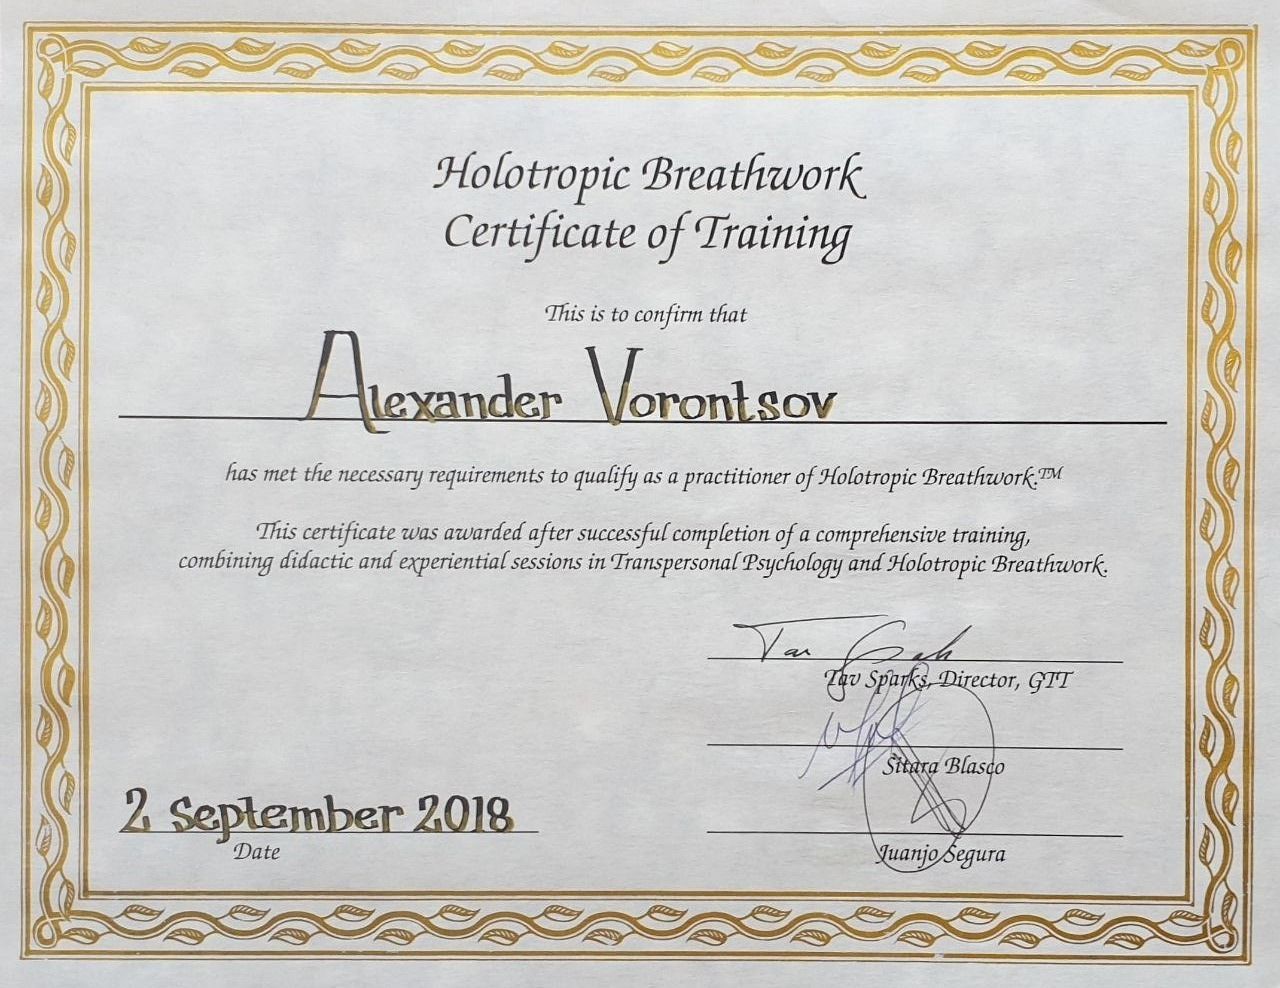 Holotropic Breathwork
Certificate of Training
This is to confirm that
Alexander Vorontsov
has met the necessary requirements to qualify as a practitioner of Holotropic Breathwork.™
This certificate was awarded after successful completion of a comprehensive training,
combining didactic and experiential sessions in Transpersonal Psychology and Holotropic Breathwork.
Tav Sparks, Director, GTT
Sitara Blasco
2 September 2018
Date
Juanjo Segura